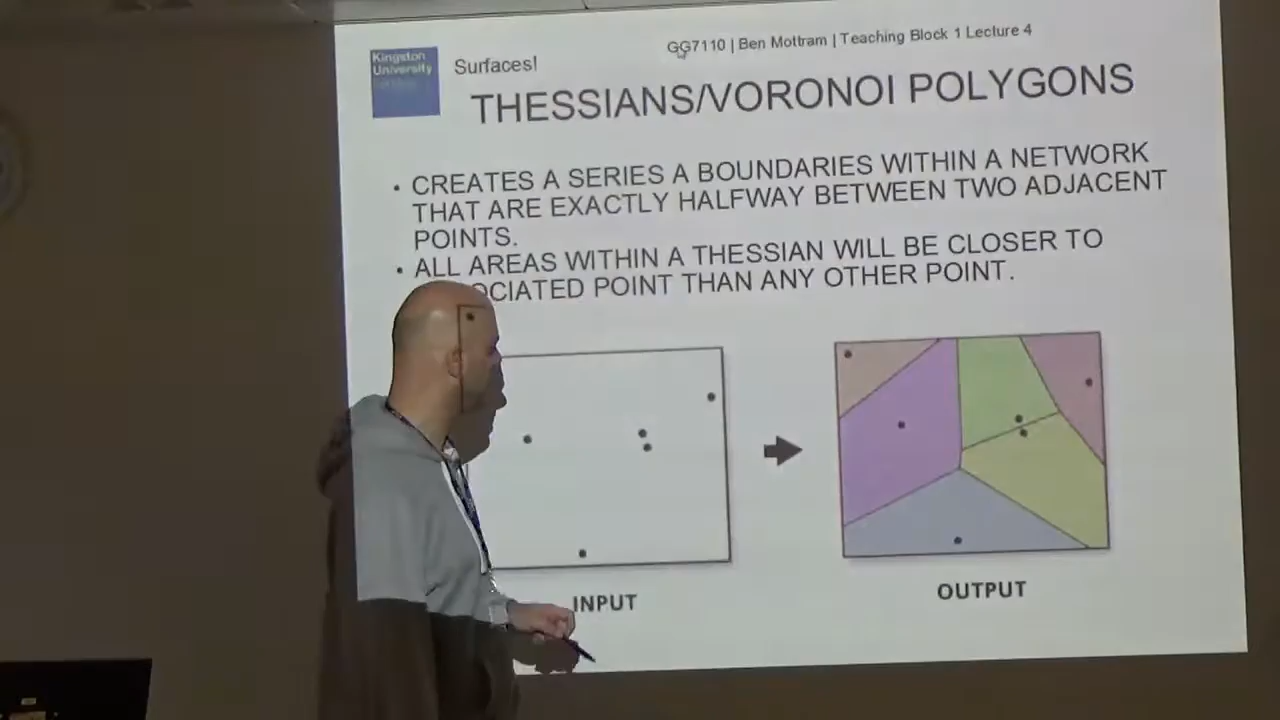 Kingston
University
Surfaces!
GG7110 | Ben Mottram | Teaching Block 1 Lecture 4
THESSIANS/VORONOI POLYGONS
• CREATES A SERIES A BOUNDARIES WITHIN A NETWORK
THAT ARE EXACTLY HALFWAY BETWEEN TWO ADJACENT
POINTS.
• ALL AREAS WITHIN A THESSIAN WILL BE CLOSER TO
OCIATED POINT THAN ANY OTHER POINT.
INPUT
OUTPUT